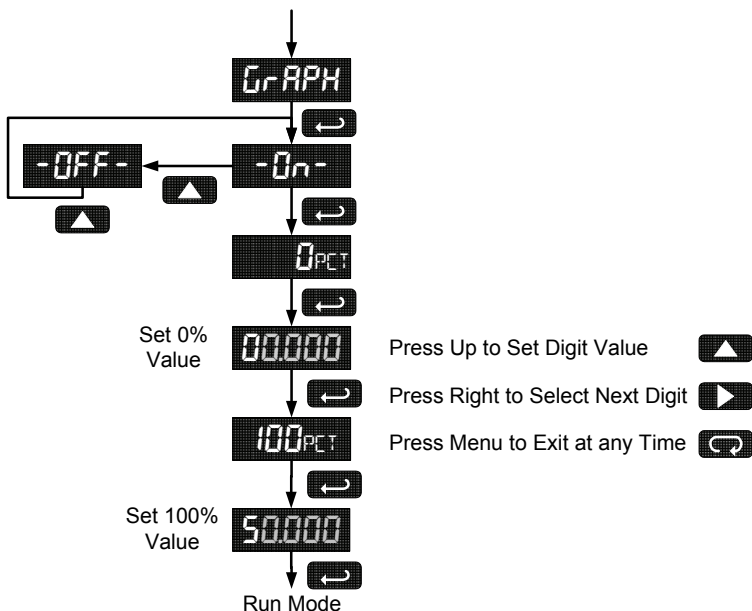 GrAPH
-OFF-
-On-
0PCT
Set 0%
Value
00.000
Press Up to Set Digit Value
Press Right to Select Next Digit
100PCT
Press Menu to Exit at any Time
Set 100%
Value
50.000
Run Mode